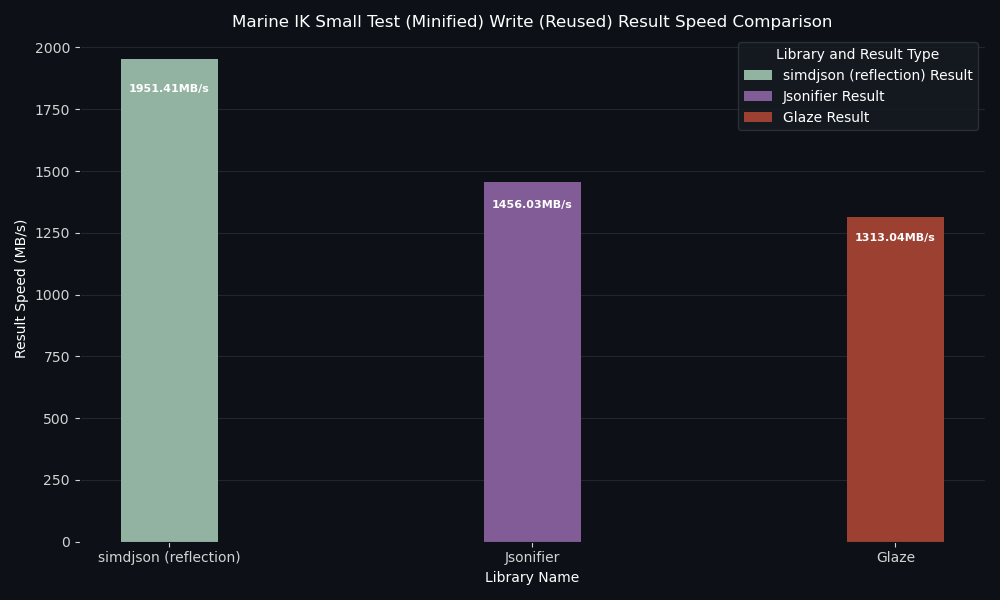 Marine IK Small Test (Minified) Write (Reused) Result Speed Comparison
Library and Result Type
simdjson (reflection) Result
Jsonifier Result
Glaze Result
Result Speed (MB/s)
2000
1750
1500
1250
1000
750
500
250
0
1951.41MB/s
1456.03MB/s
1313.04MB/s
simdjson (reflection)
Jsonifier
Glaze
Library Name